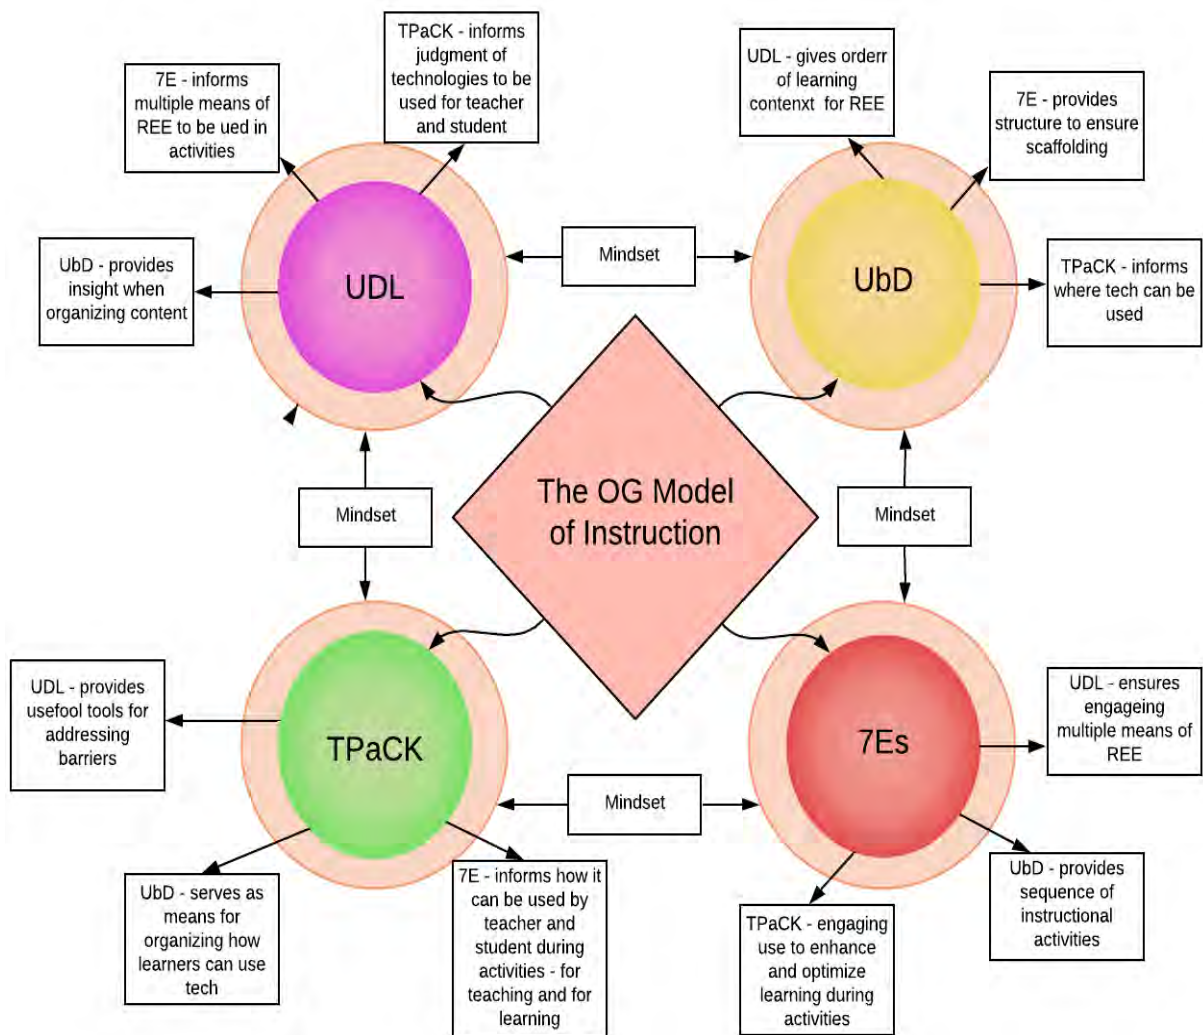 TPaCK - informs
judgment of
technologies to be
used for teacher
and student
7E - informs
multiple means of
REE to be ued in
activities
UDL - gives orderr
of learning
contenxt for REE
7E - provides
structure to ensure
scaffolding
UbD - provides
insight when
organizing content
UDL
Mindset
UbD
TPaCK - informs
where tech can be
used
Mindset
The OG Model
of Instruction
Mindset
UDL - provides
usefool tools for
addressing
barriers
TPaCK
Mindset
7Es
UDL - ensures
engageing
multiple means of
REE
UbD - serves as
means for
organizing how
learners can use
tech
7E - informs how it
can be used by
teacher and
student during
activities - for
teaching and for
learning
TPaCK - engaging
use to enhance
and optimize
learning during
activities
UbD - provides
sequence of
instructional
activities